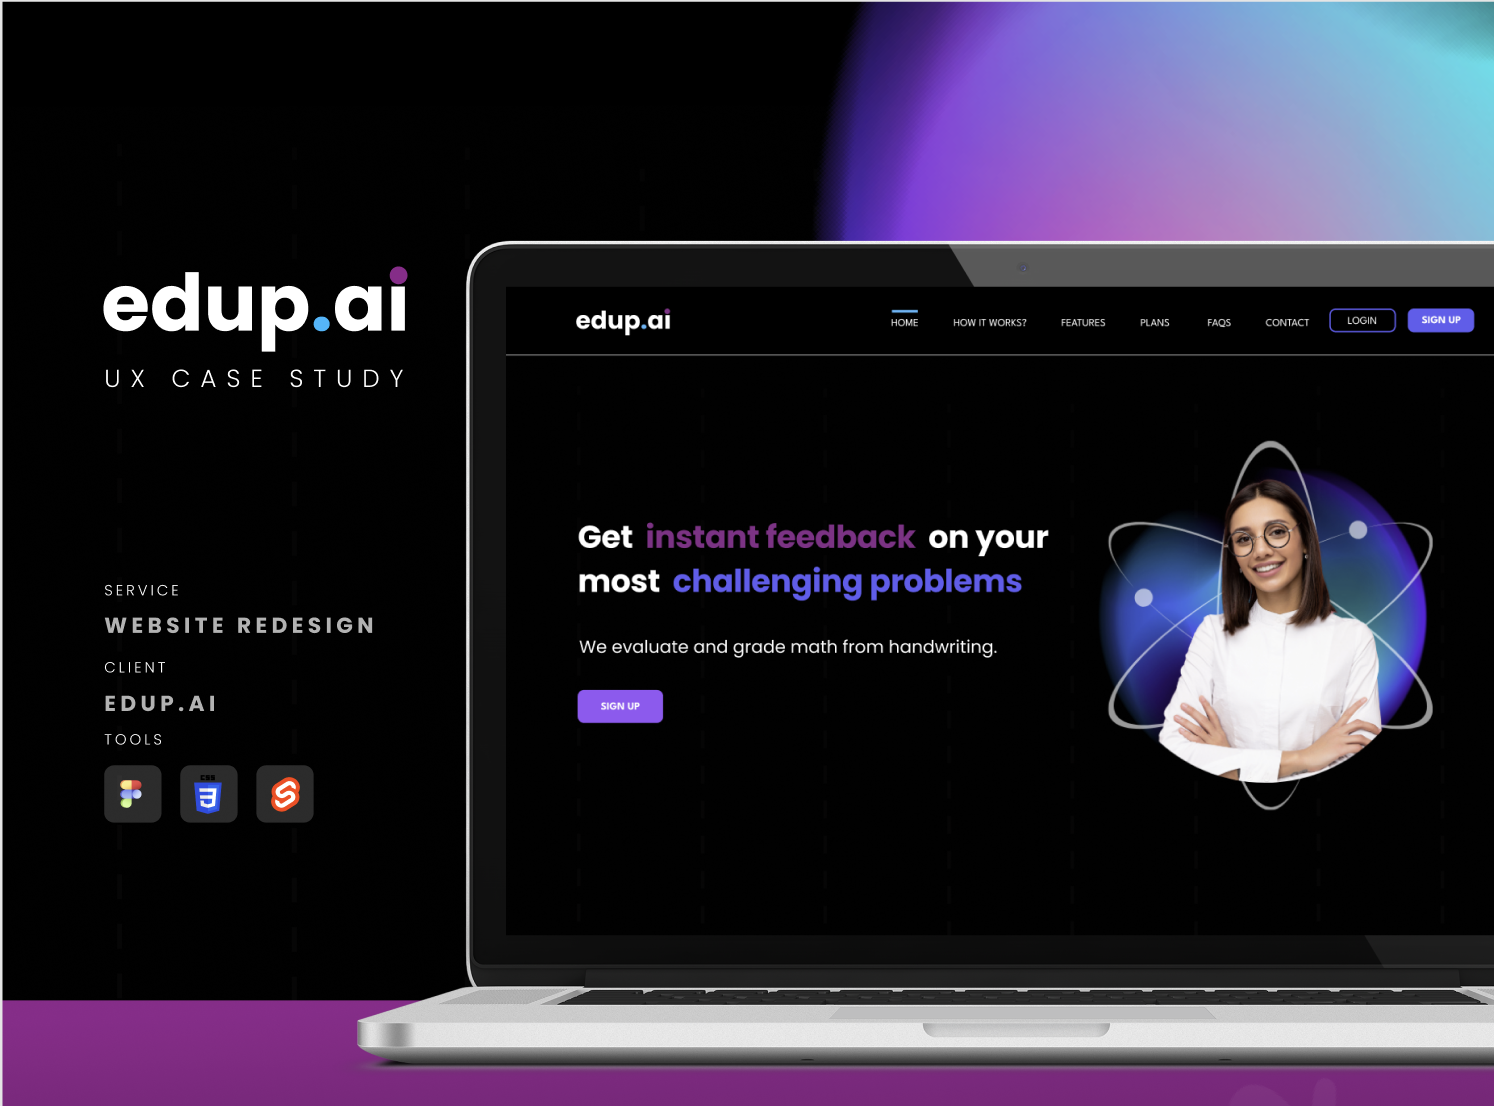 edup.ai
UX CASE STUDY
SERVICE
WEBSITE REDESIGN
CLIENT
EDUP.AI
TOOLS
CSS
3
edup.ai
HOME
HOW IT WORKS?
FEATURES
PLANS
FAQS
CONTACT
LOGIN
SIGN UP
Get instant feedback on your
most challenging problems
We evaluate and grade math from handwriting.
SIGN UP